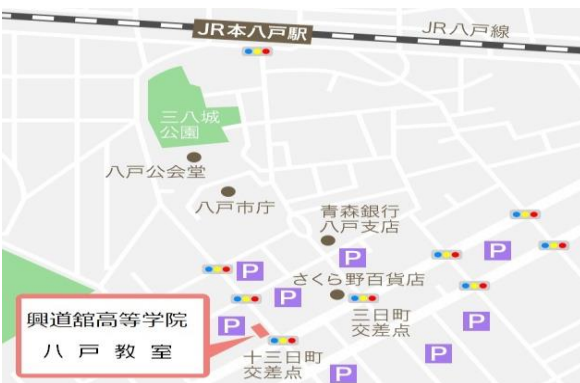 JR本八戸駅
JR八戸線
三八城
公園
八戸公会堂
八戸市庁
青森銀行
八戸支店
P
P
P
さくら野百貨店
P
P
P
P
P
三日町
交差点
十三日町
交差点
興道舘高等学院
八戸教室